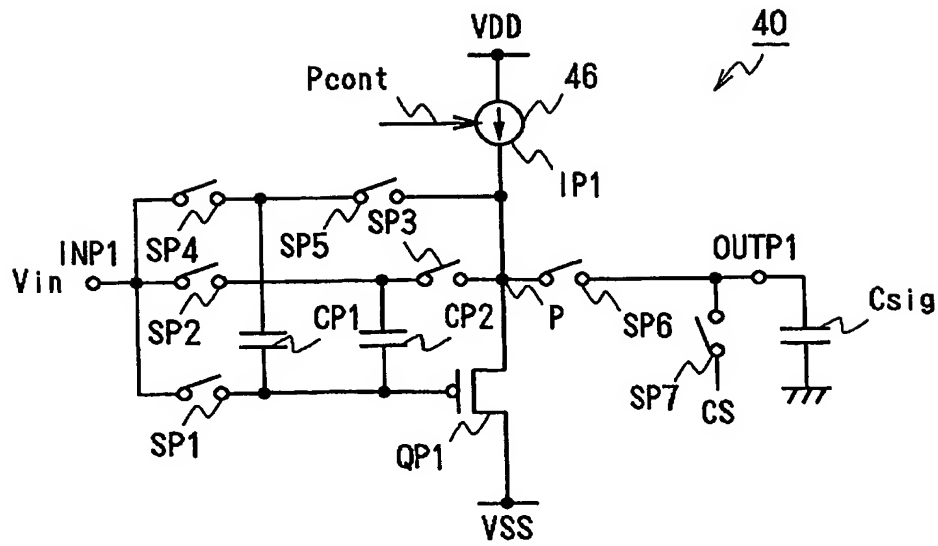 40
VDD
Pcont
46
IP1
SP4
SP5
SP3
INP1
OUTP1
Vin
SP2
CP1
CP2
P
SP6
Csig
SP1
QP1
SP7
CS
VSS